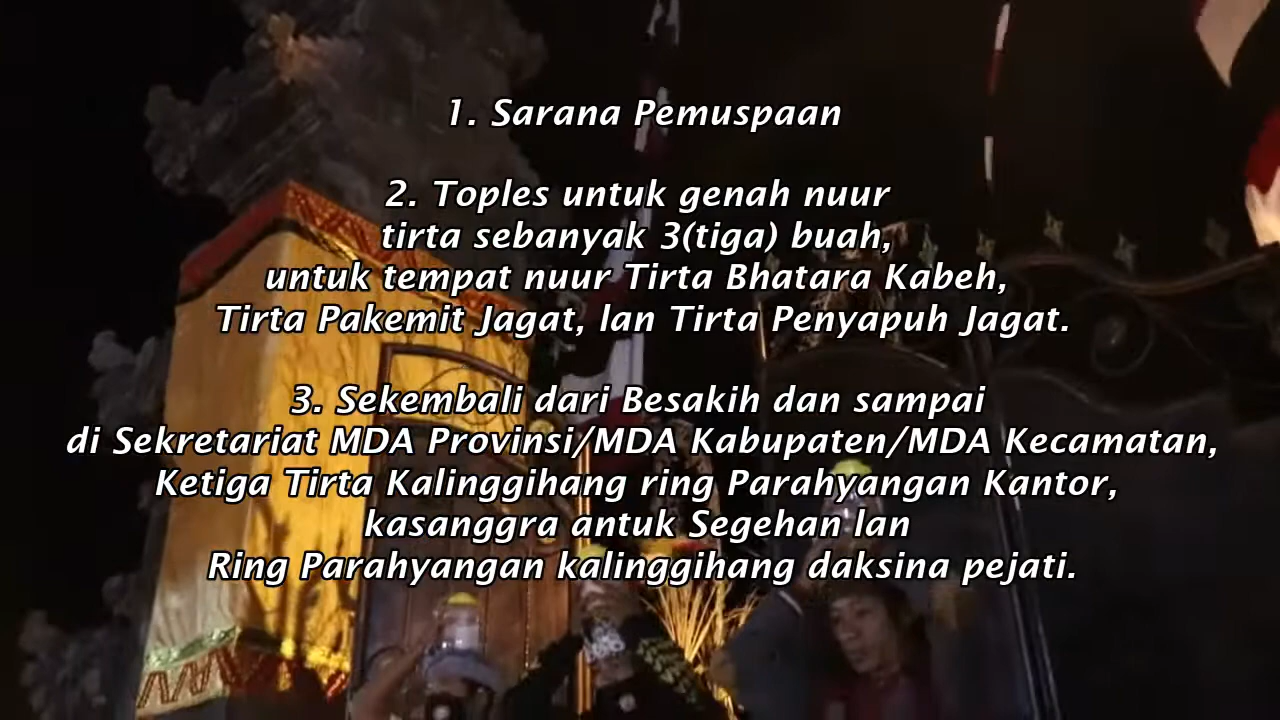 1. Sarana Pemuspaan
2. Toples untuk genah nuur
tirta sebanyak 3(tiga) buah,
untuk tempat nuur Tirta Bhatara Kabeh,
Tirta Pakemit Jagat, lan Tirta Penyapuh Jagat.
3. Sekembali dari Besakih dan sampai
di Sekretariat MDA Provinsi/MDA Kabupaten/MDA Kecamatan,
Ketiga Tirta Kalinggihang ring Parahyangan Kantor,
kasanggra antuk Segehan lan
Ring Parahyangan kalinggihang daksina pejati.